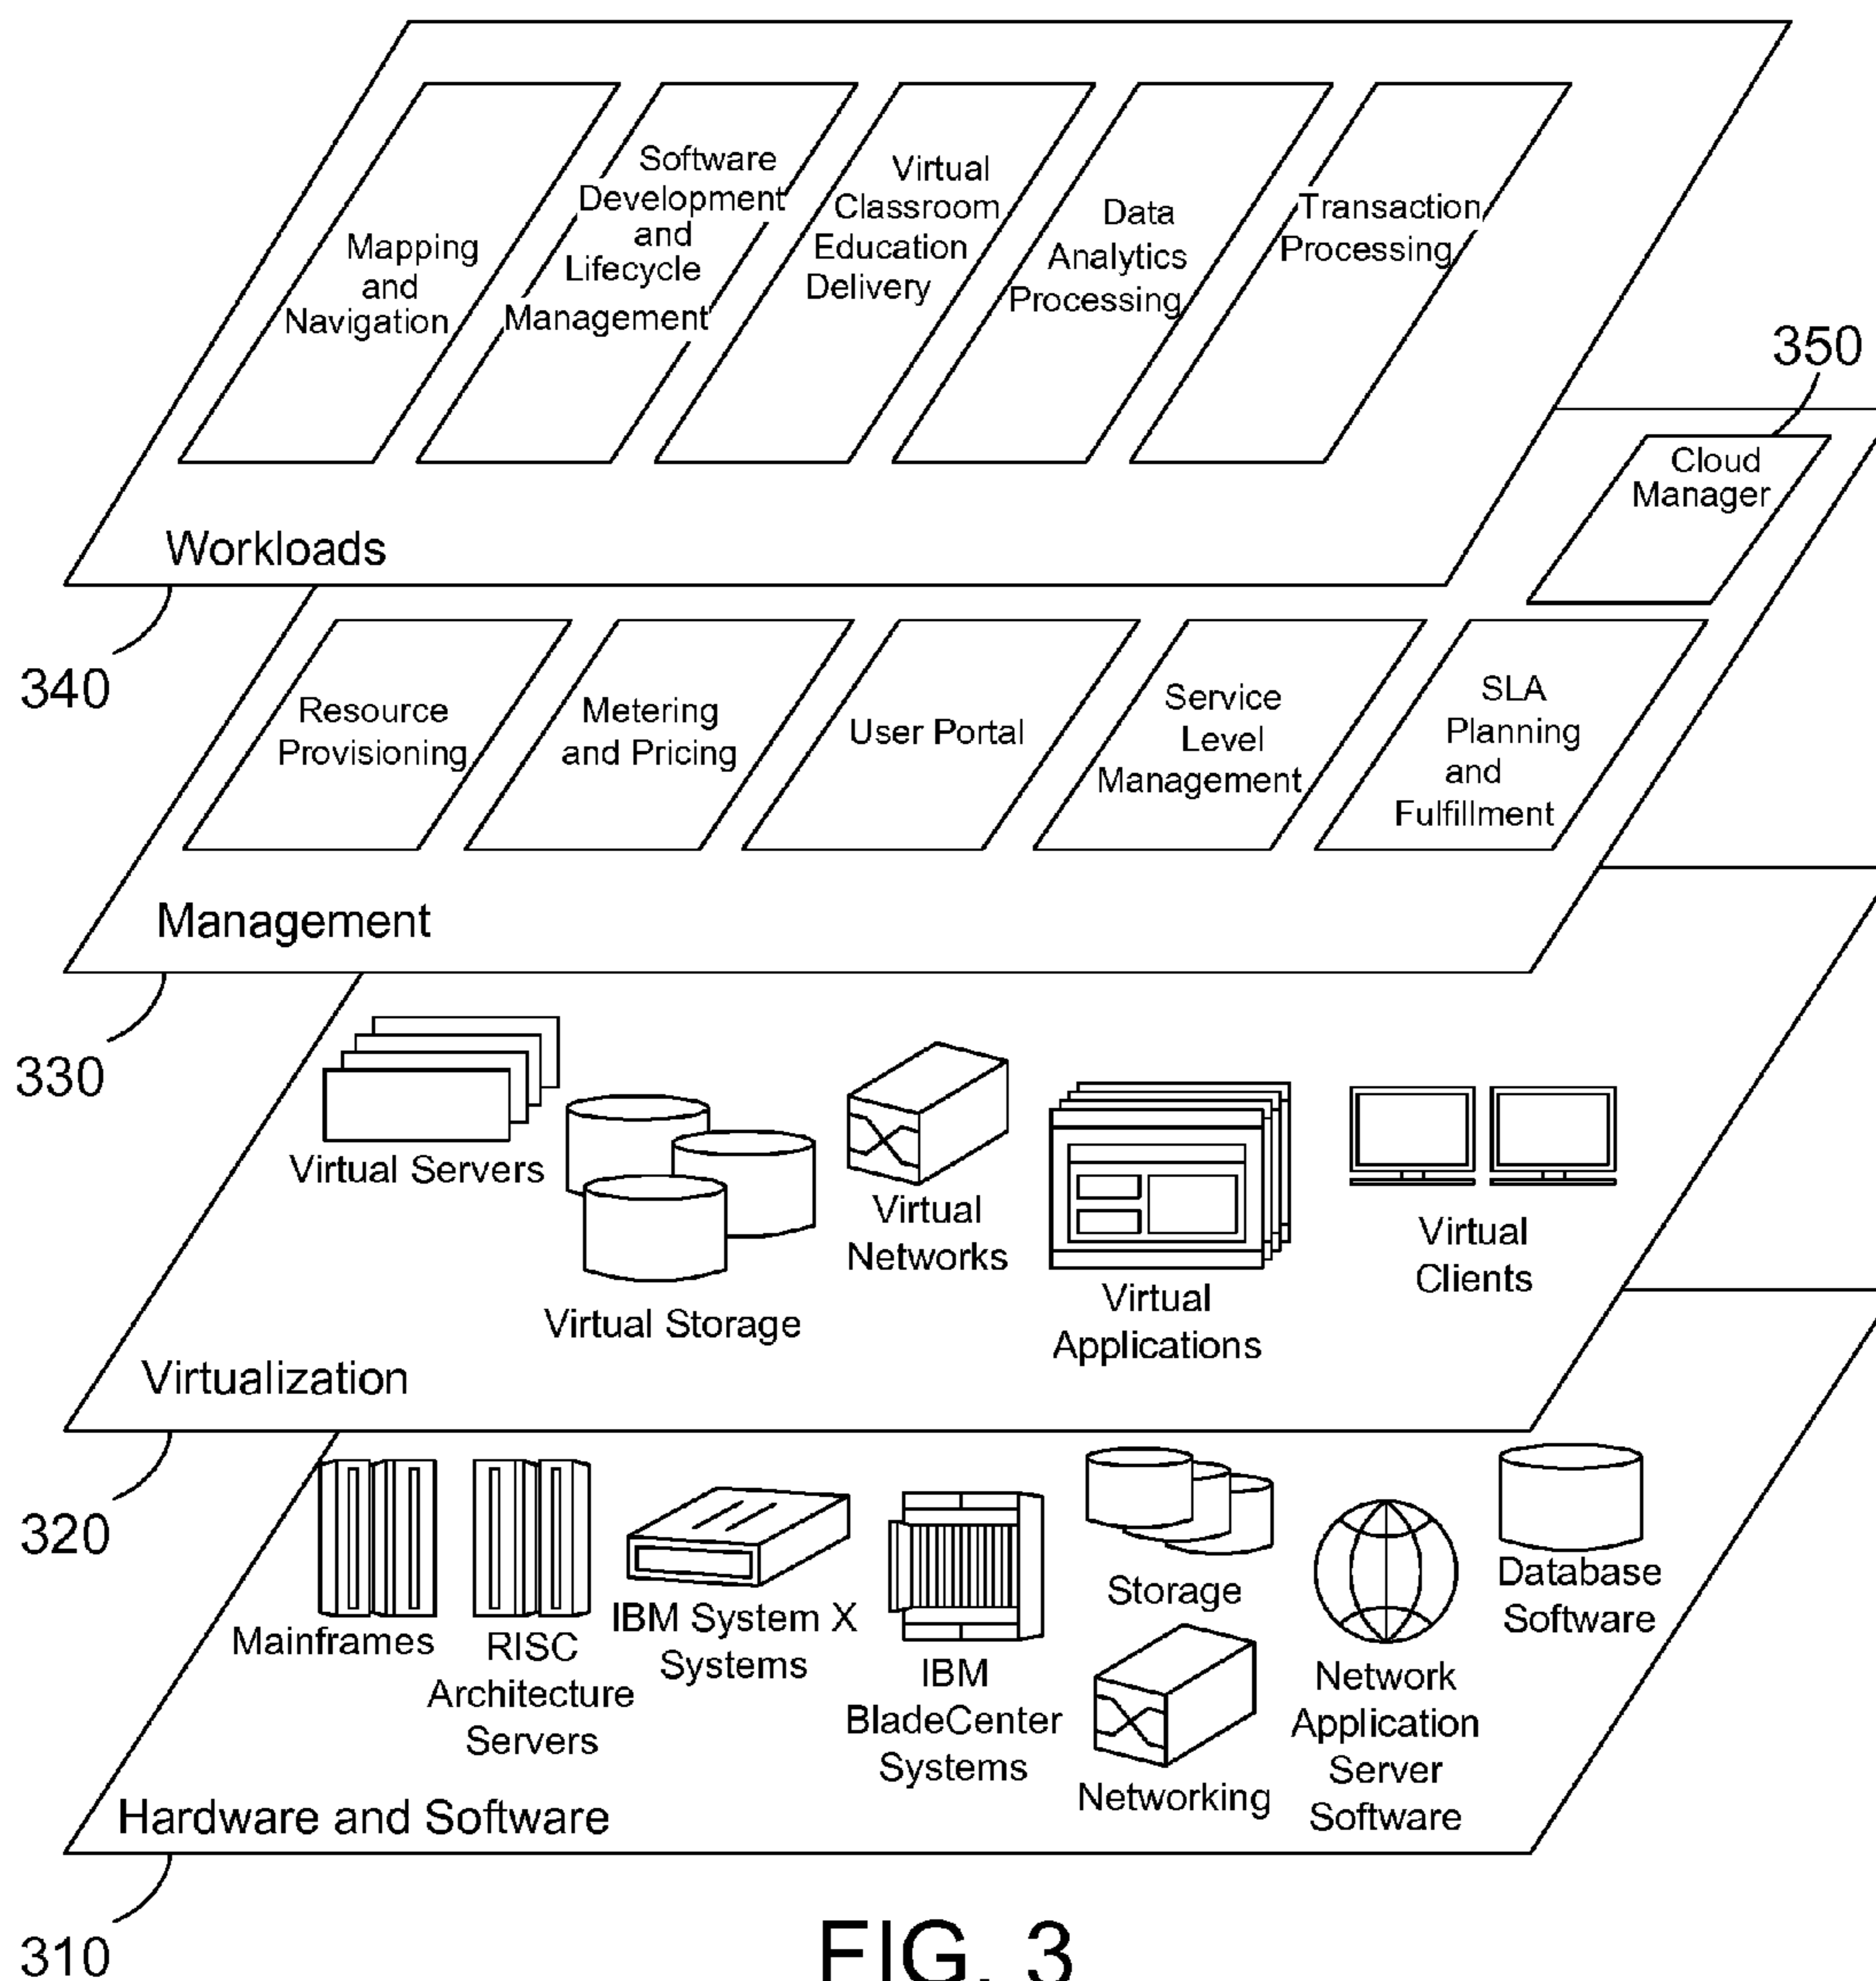 Mapping
and
Navigation
Software
Development
and
Lifecycle
Management
Virtual
Classroom
Education
Delivery
Data
Analytics
Processing
Transaction
Processing
Workloads
340
350
Cloud
Manager
Resource
Provisioning
Metering
and Pricing
User Portal
Service
Level
Management
SLA
Planning
and
Fulfillment
Management
330
Virtual Servers
Virtual Storage
Virtual
Networks
Virtual
Applications
Virtual
Clients
Virtualization
320
Mainframes
RISC
Architecture
Servers
IBM System X
Systems
IBM
BladeCenter
Systems
Storage
Networking
Network
Application
Server
Software
Database
Software
Hardware and Software
310
FIG. 3